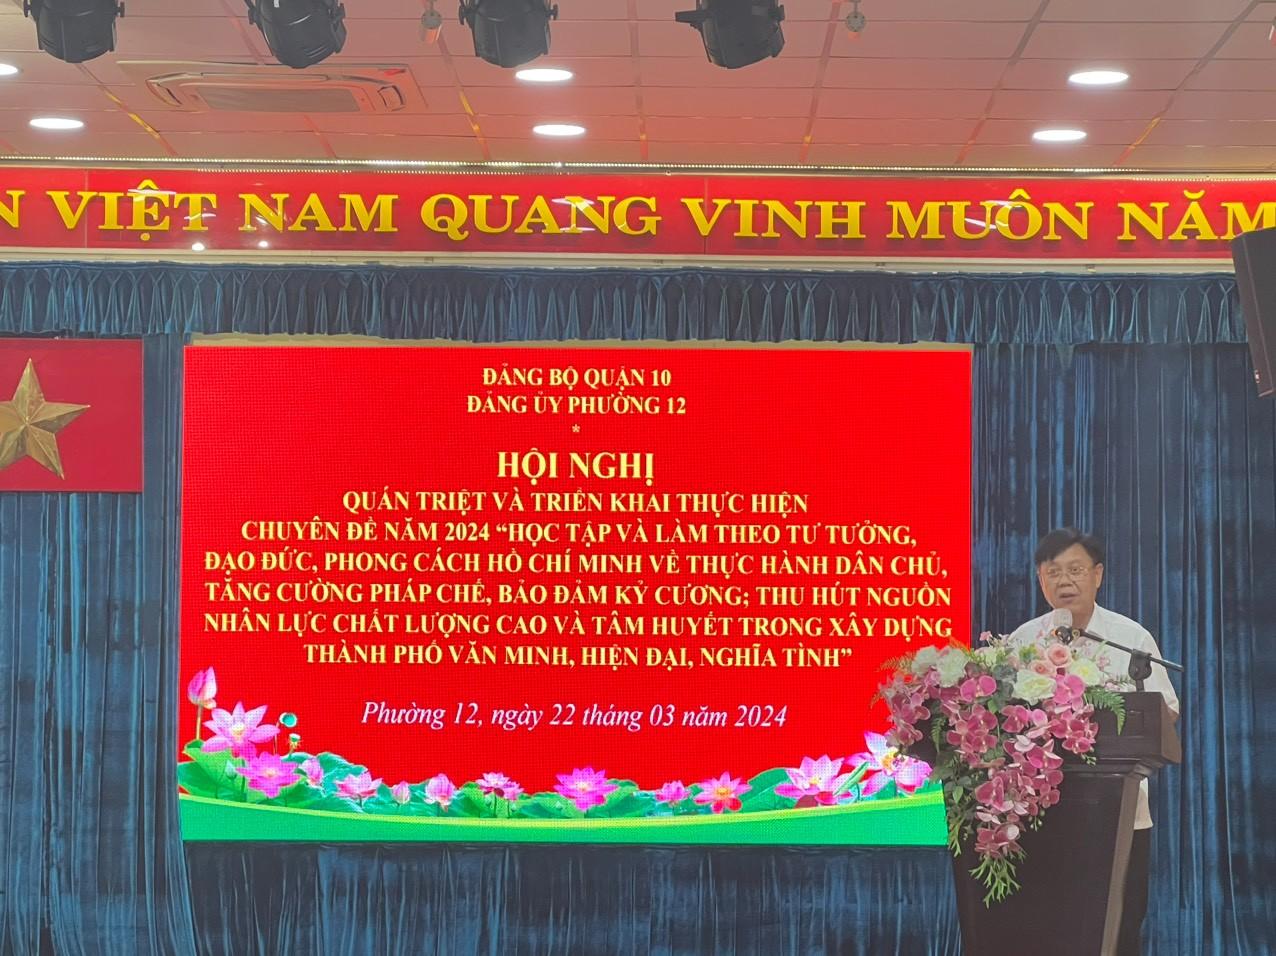 N VIỆT NAM QUANG VINH MUÔN NĂM
ĐẢNG BỘ QUẬN 10
ĐẢNG ỦY PHƯỜNG 12
*
HỘI NGHỊ
QUÁN TRIỆT VÀ TRIỂN KHAI THỰC HIỆN
CHUYÊN ĐỀ NĂM 2024 “HỌC TẬP VÀ LÀM THEO TƯ TƯỞNG,
ĐẠO ĐỨC, PHONG CÁCH HỒ CHÍ MINH VỀ THỰC HÀNH DÂN CHỦ,
TĂNG CƯỜNG PHÁP CHẾ, BẢO ĐẢM KỶ CƯƠNG; THU HÚT NGUỒN
NHÂN LỰC CHẤT LƯỢNG CAO VÀ TÂM HUYẾT TRONG XÂY DỰNG
THÀNH PHỐ VĂN MINH, HIỆN ĐẠI, NGHĨA TÌNH”
Phường 12, ngày 22 tháng 03 năm 2024